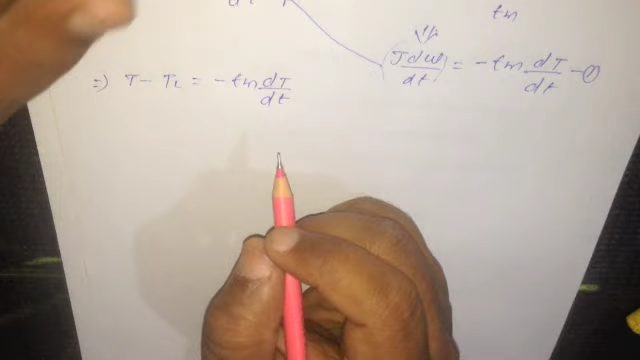 tm
J dω/dt = - tm dT/dt - ①
=) T - TL = - tm dT/dt